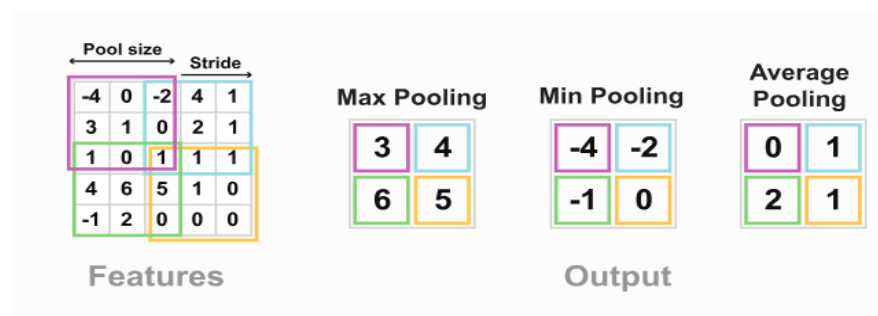 Pool size
Stride
-4 0 -2 4 1
3 1 0 2 1
1 0 1 1 1
4 6 5 1 0
-1 2 0 0 0
Features
Max Pooling
3 4
6 5
Min Pooling
-4 -2
-1 0
Average
Pooling
0 1
2 1
Output